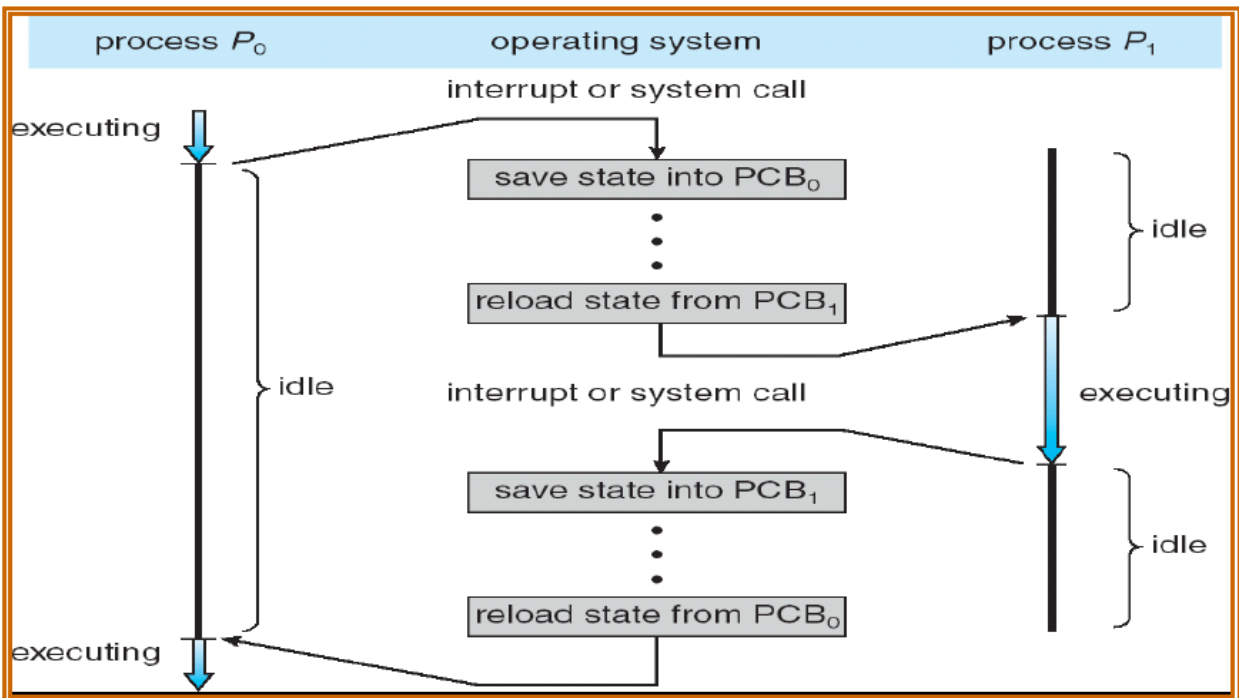 process P₀ operating system process P₁
interrupt or system call
executing
save state into PCB₀
idle
reload state from PCB₁
idle
interrupt or system call
executing
save state into PCB₁
idle
reload state from PCB₀
executing